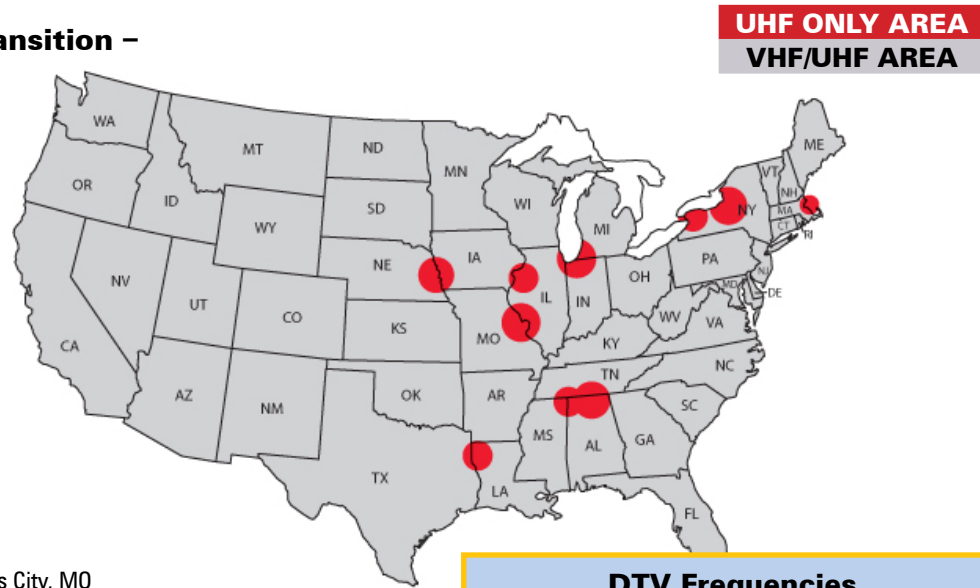 ansition –
UHF ONLY AREA
VHF/UHF AREA
WA
MT
ND
MN
ME
VT
NH
OR
ID
SD
WI
MI
NY
MA
CT
RI
WY
NE
IA
PA
NJ
NV
UT
CO
IL
IN
OH
MD
DE
KS
MO
WV
VA
CA
KY
NC
AZ
NM
OK
AR
TN
SC
MS
AL
GA
TX
LA
FL
s City, MO
DTV Frequencies